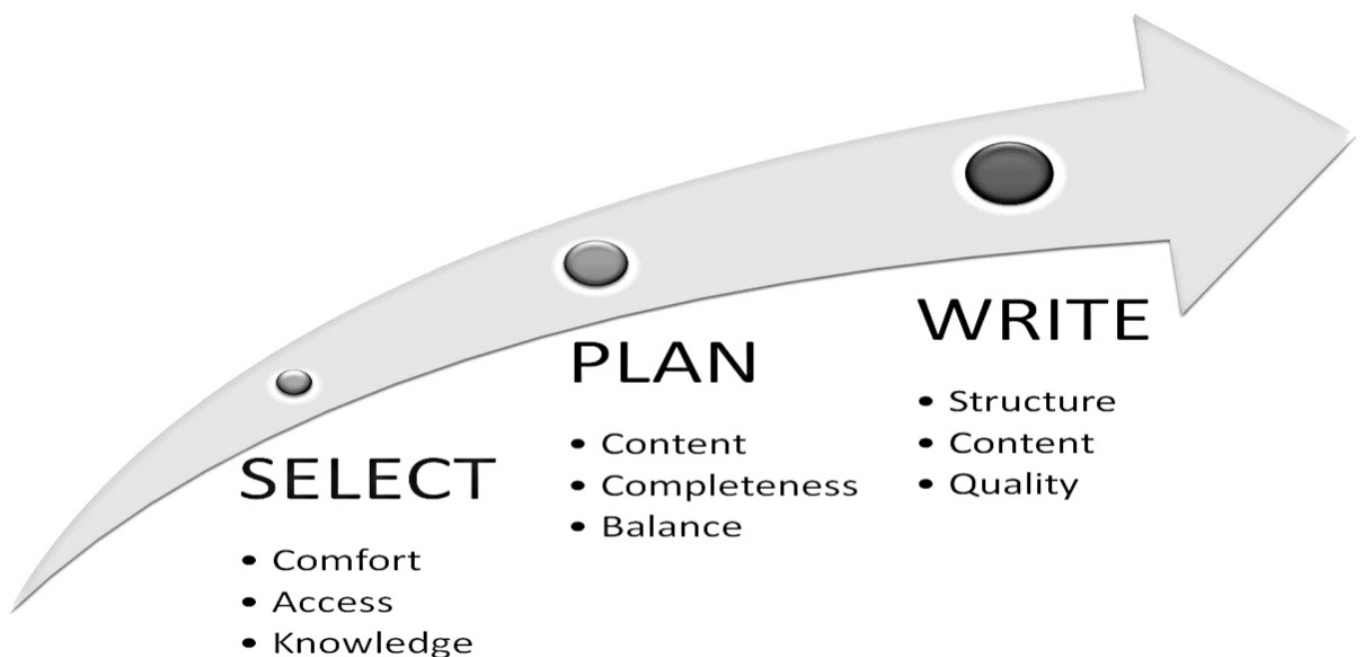 SELECT
• Comfort
• Access
• Knowledge
PLAN
• Content
• Completeness
• Balance
WRITE
• Structure
• Content
• Quality